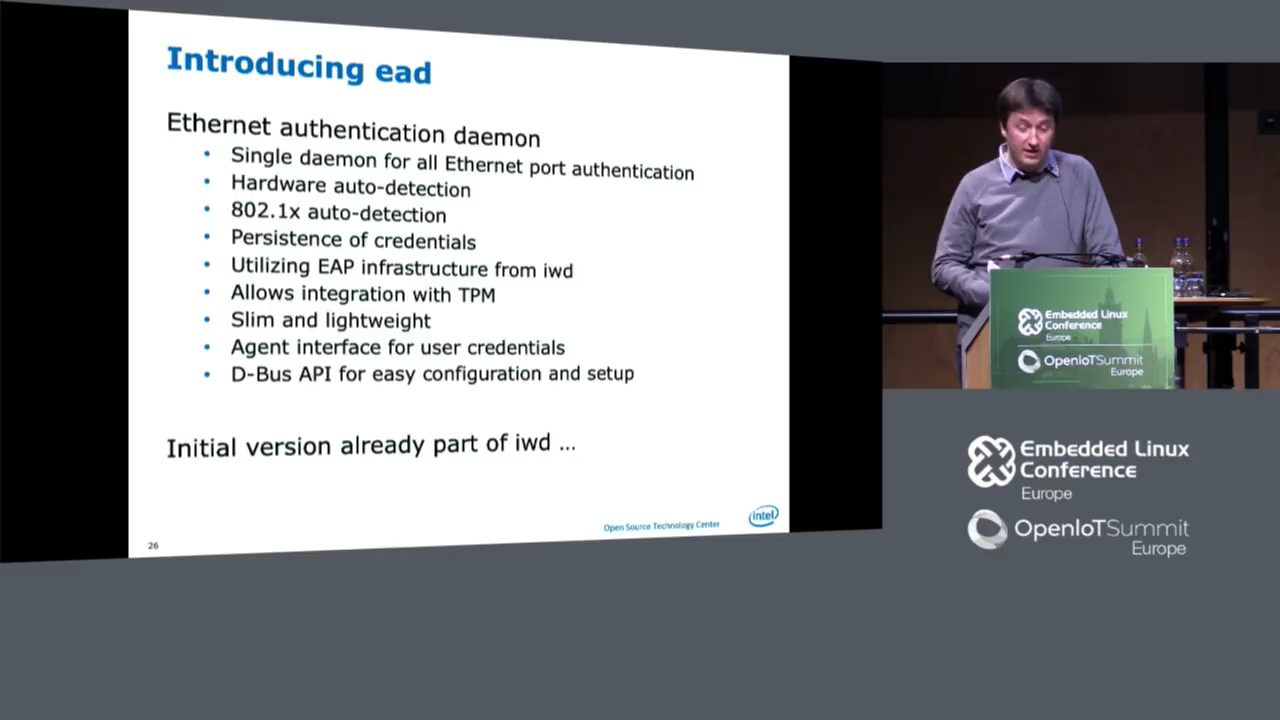 Introducing ead
Ethernet authentication daemon
• Single daemon for all Ethernet port authentication
• Hardware auto-detection
• 802.1x auto-detection
• Persistence of credentials
• Utilizing EAP infrastructure from iwd
• Allows integration with TPM
• Slim and lightweight
• Agent interface for user credentials
• D-Bus API for easy configuration and setup
Initial version already part of iwd ...
Open Source Technology Center
intel
26
Embedded Linux
Conference
Europe
OpenIoTSummit
Europe
Embedded Linux
Conference
Europe
OpenIoTSummit
Europe